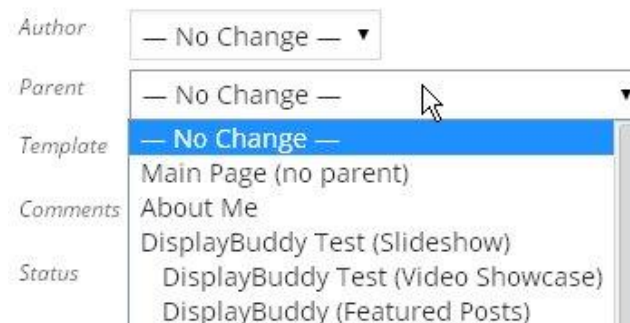 Author — No Change —
Parent — No Change —
— No Change —
Template
Main Page (no parent)
Comments About Me
DisplayBuddy Test (Slideshow)
Status DisplayBuddy Test (Video Showcase)
DisplayBuddy (Featured Posts)